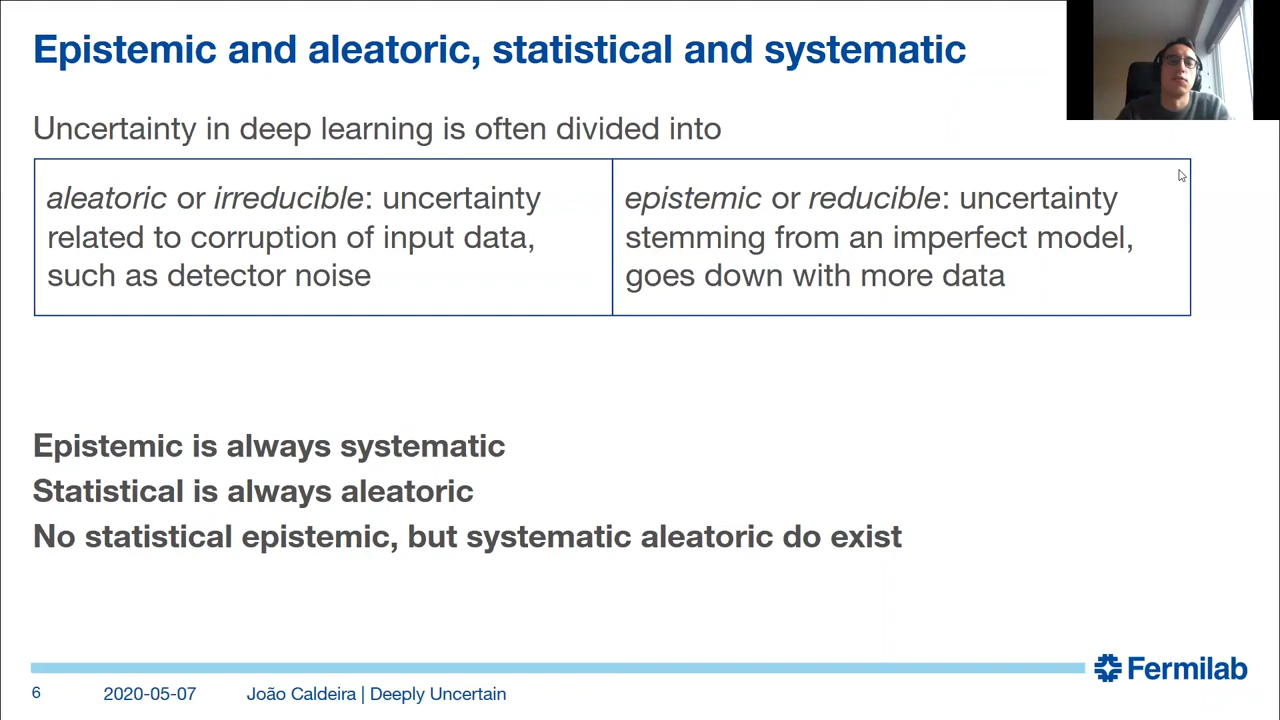 Epistemic and aleatoric, statistical and systematic
Uncertainty in deep learning is often divided into
aleatoric or irreducible: uncertainty
related to corruption of input data,
such as detector noise
epistemic or reducible: uncertainty
stemming from an imperfect model,
goes down with more data
Epistemic is always systematic
Statistical is always aleatoric
No statistical epistemic, but systematic aleatoric do exist
Fermilab
6 2020-05-07 João Caldeira | Deeply Uncertain